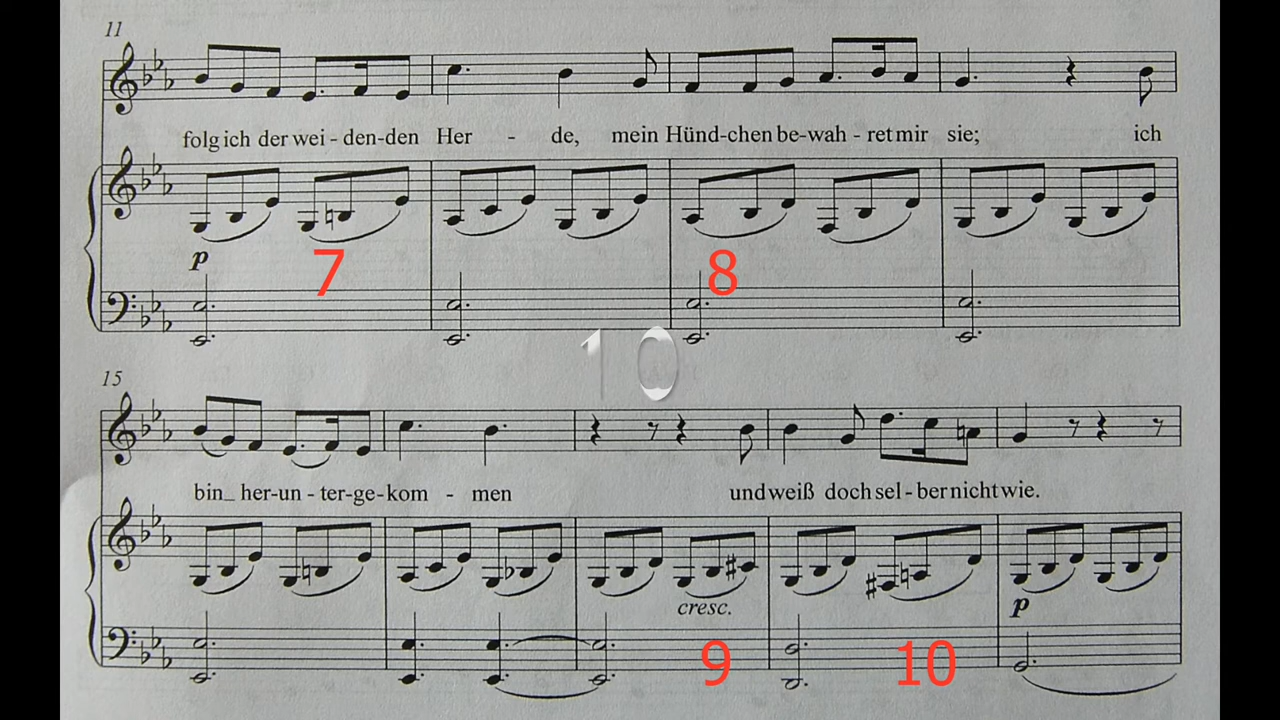 11
folg ich der wei - den-den Her - de, mein Hünd-chen be-wah - ret mir sie; ich
p
7 8
10
15
bin_ her-un - ter-ge-kom - men und weiß doch sel - ber nicht wie.
cresc. p
9 10